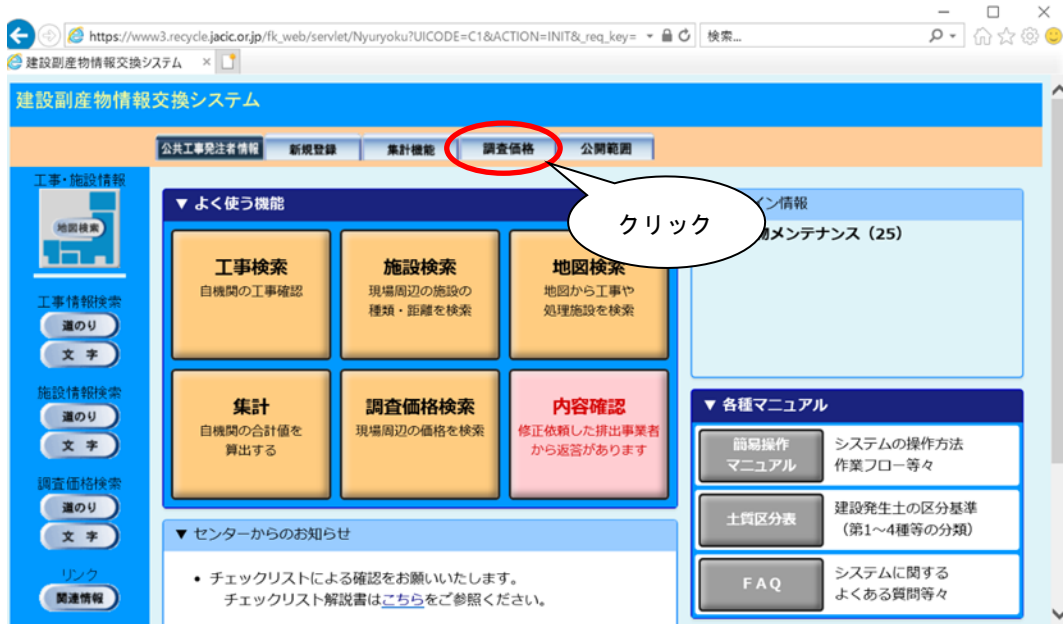 https://www3.recycle.jacic.or.jp/fk_web/servlet/Nyuryoku?UICODE=C1&ACTION=INIT&_req_key=
検索...
建設副産物情報交換システム
建設副産物情報交換システム
公共工事発注者情報
新規登録
集計機能
調査価格
公開範囲
クリック
工事・施設情報
地図検索
工事情報検索
道のり
文字
施設情報検索
道のり
文字
調査価格検索
道のり
文字
リンク
関連情報
▼ よく使う機能
工事検索
自機関の工事確認
施設検索
現場周辺の施設の
種類・距離を検索
地図検索
地図から工事や
処理施設を検索
集計
自機関の合計値を
算出する
調査価格検索
現場周辺の価格を検索
内容確認
修正依頼した排出事業者
から返答があります
▼ センターからのお知らせ
• チェックリストによる確認をお願いいたします。
チェックリスト解説書はこちらをご参照ください。
イン情報
メンテナンス（25）
▼ 各種マニュアル
簡易操作
マニュアル
システムの操作方法
作業フロー等々
土質区分表
建設発生土の区分基準
（第1～4種等の分類）
FAQ
システムに関する
よくある質問等々